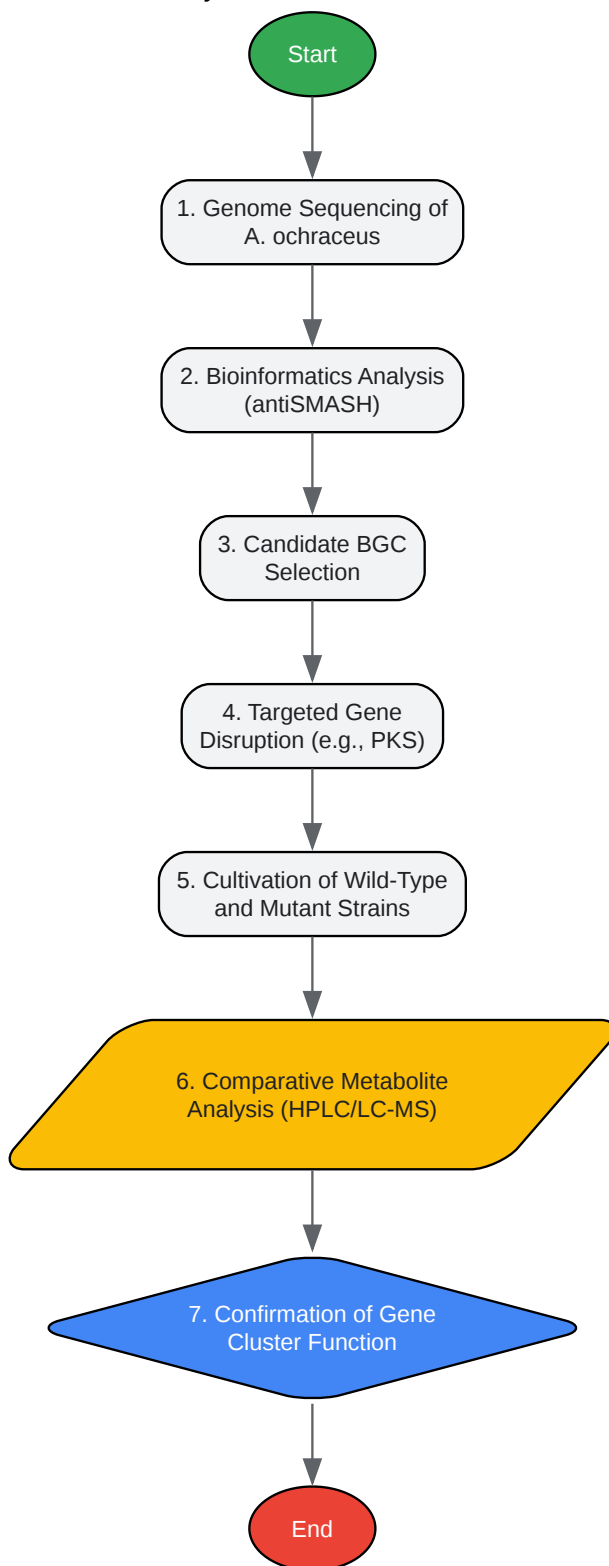 Start
1. Genome Sequencing of
A. ochraceus
2. Bioinformatics Analysis
(antiSMASH)
3. Candidate BGC
Selection
4. Targeted Gene
Disruption (e.g., PKS)
5. Cultivation of Wild-Type
and Mutant Strains
6. Comparative Metabolite
Analysis (HPLC/LC-MS)
7. Confirmation of Gene
Cluster Function
End